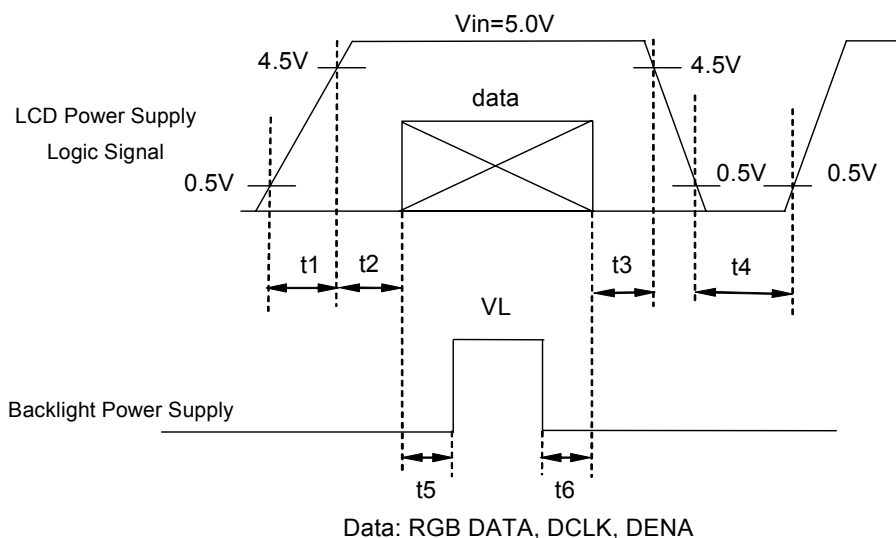 Vin=5.0V
4.5V
4.5V
data
LCD Power Supply
Logic Signal
0.5V
0.5V
0.5V
t1
t2
t3
t4
VL
Backlight Power Supply
t5
t6
Data: RGB DATA, DCLK, DENA